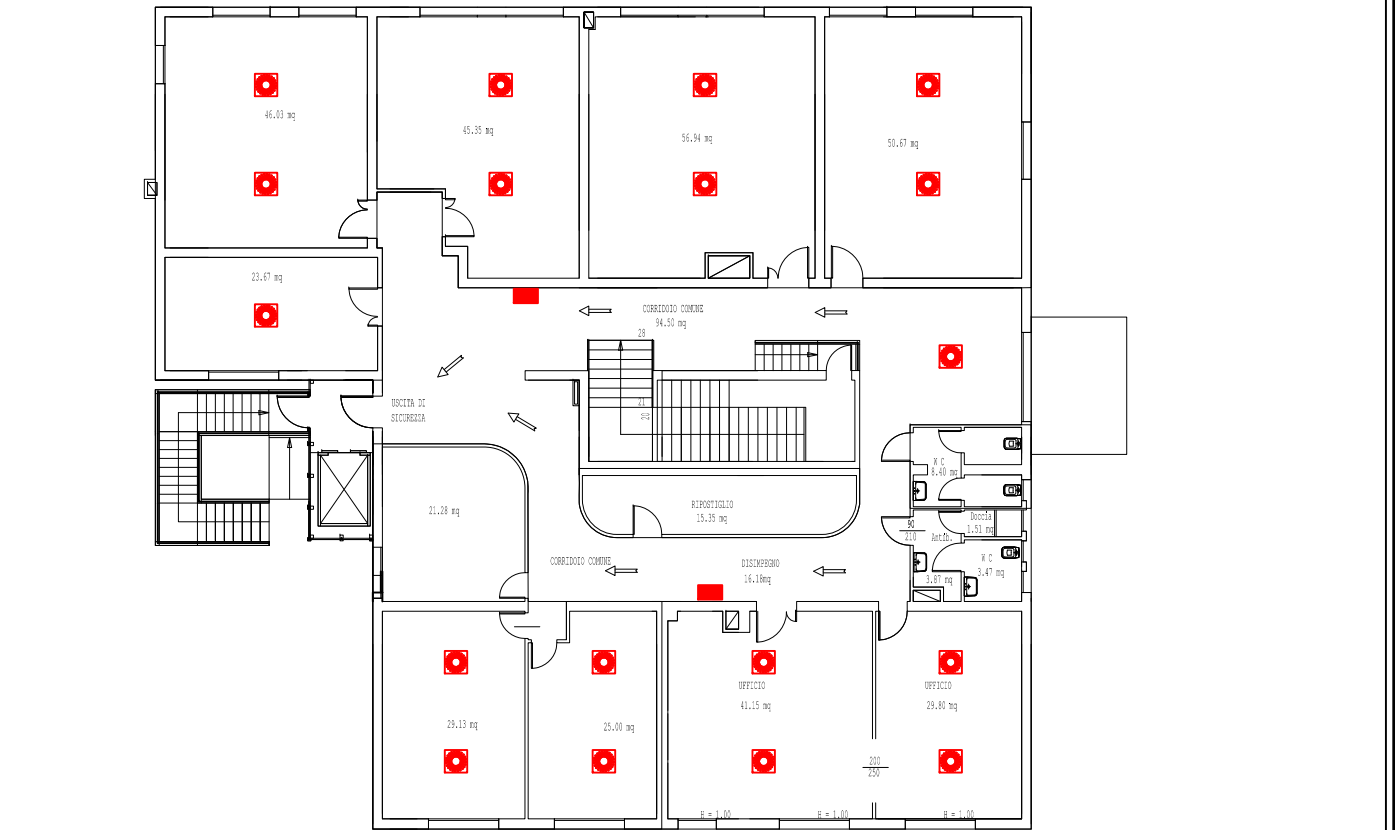 46.03 mq
45.35 mq
56.94 mq
50.67 mq
23.67 mq
CORRIDOIO COMUNE
94.50 mq
28
21
20
USCITA DI
SICUREZZA
W C
8.40 mq
21.28 mq
RIPOSTIGLIO
15.35 mq
90
210
Doccia
1.51 mq
Antib.
3.87 mq
W C
3.47 mq
CORRIDOIO COMUNE
DISIMPEGNO
16.18mq
29.13 mq
25.00 mq
UFFICIO
41.15 mq
UFFICIO
29.80 mq
200
250
H = 1.00
H = 1.00
H = 1.00